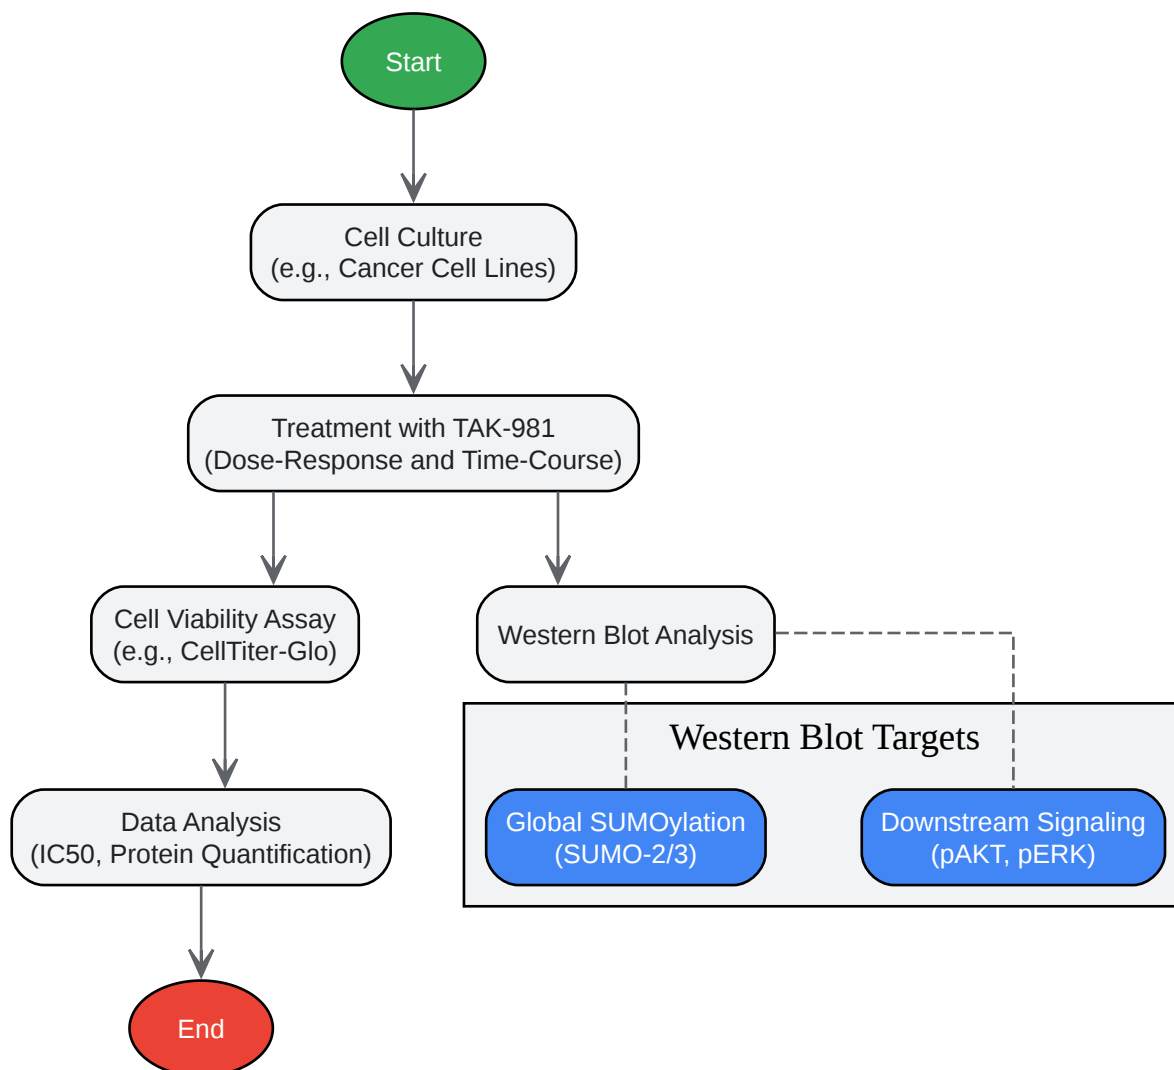 Start
Cell Culture
(e.g., Cancer Cell Lines)
Treatment with TAK-981
(Dose-Response and Time-Course)
Cell Viability Assay
(e.g., CellTiter-Glo)
Western Blot Analysis
Western Blot Targets
Data Analysis
(IC50, Protein Quantification)
Global SUMOylation
(SUMO-2/3)
Downstream Signaling
(pAKT, pERK)
End